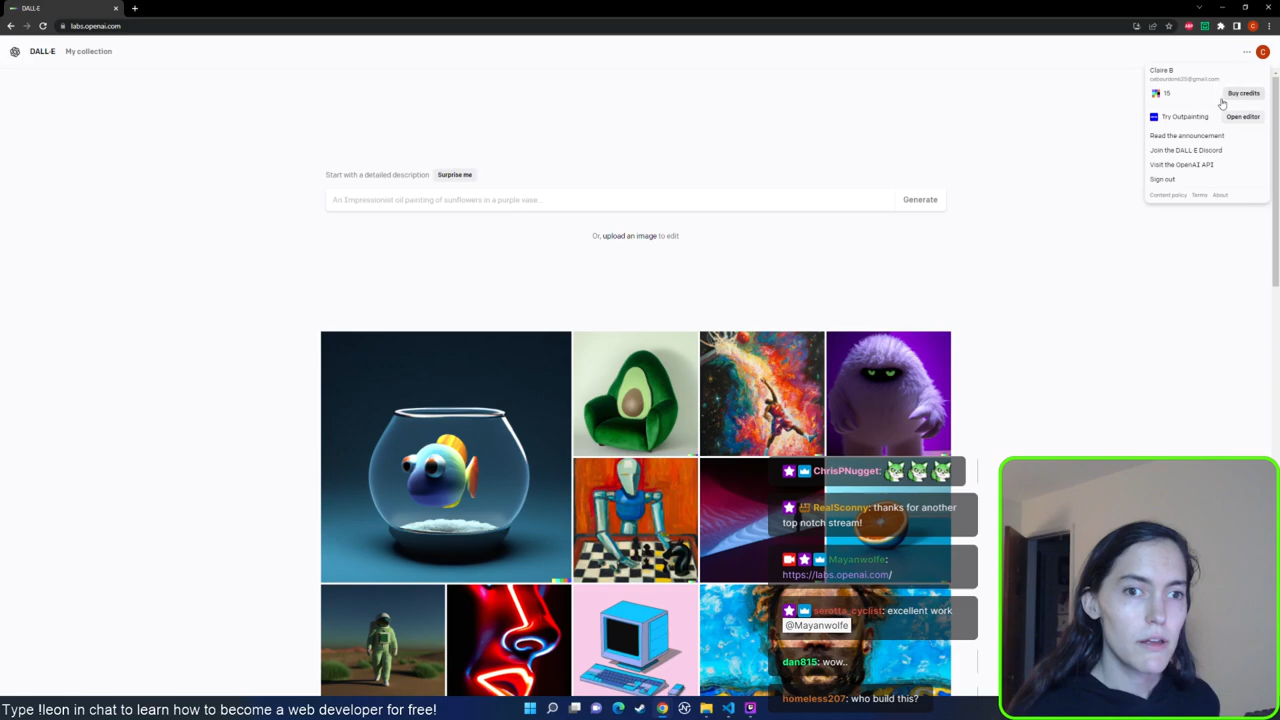 DALL·E
labs.openai.com
DALL·E
My collection
C
Claire B
15
Buy credits
Try Outpainting
Open editor
Read the announcement
Join the DALL·E Discord
Visit the OpenAI API
Sign out
Content policy
Terms
About
Start with a detailed description
Surprise me
An Impressionist oil painting of sunflowers in a purple vase...
Generate
Or, upload an image to edit
ChrisPNugget:
RealSconny: thanks for another
top notch stream!
Mayanwolfe:
https://labs.openai.com/
serotta_cyclist: excellent work
@Mayanwolfe
dan815: wow..
homeless207: who build this?
Type !leon in chat to learn how to become a web developer for free!